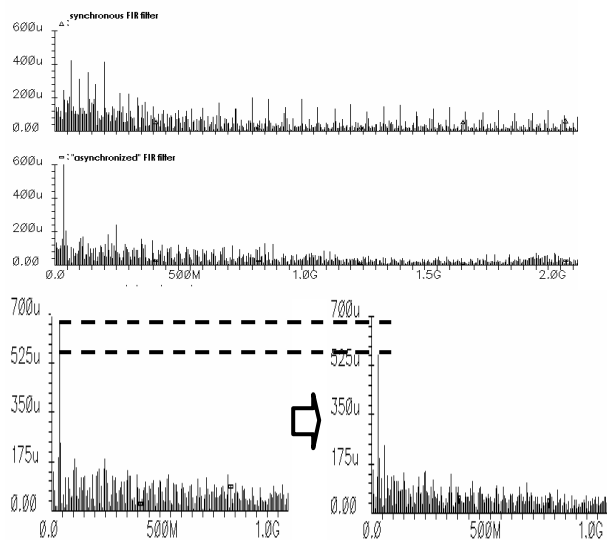 synchronous FIR filter
600u
400u
200u
0.00
"asynchronized" FIR filter
600u
400u
200u
0.00
0.0 500M 1.0G 1.5G 2.0G
700u
525u
350u
175u
0.00
500M 1.0G
700u
525u
350u
175u
0.00
0.0 500M 1.0G